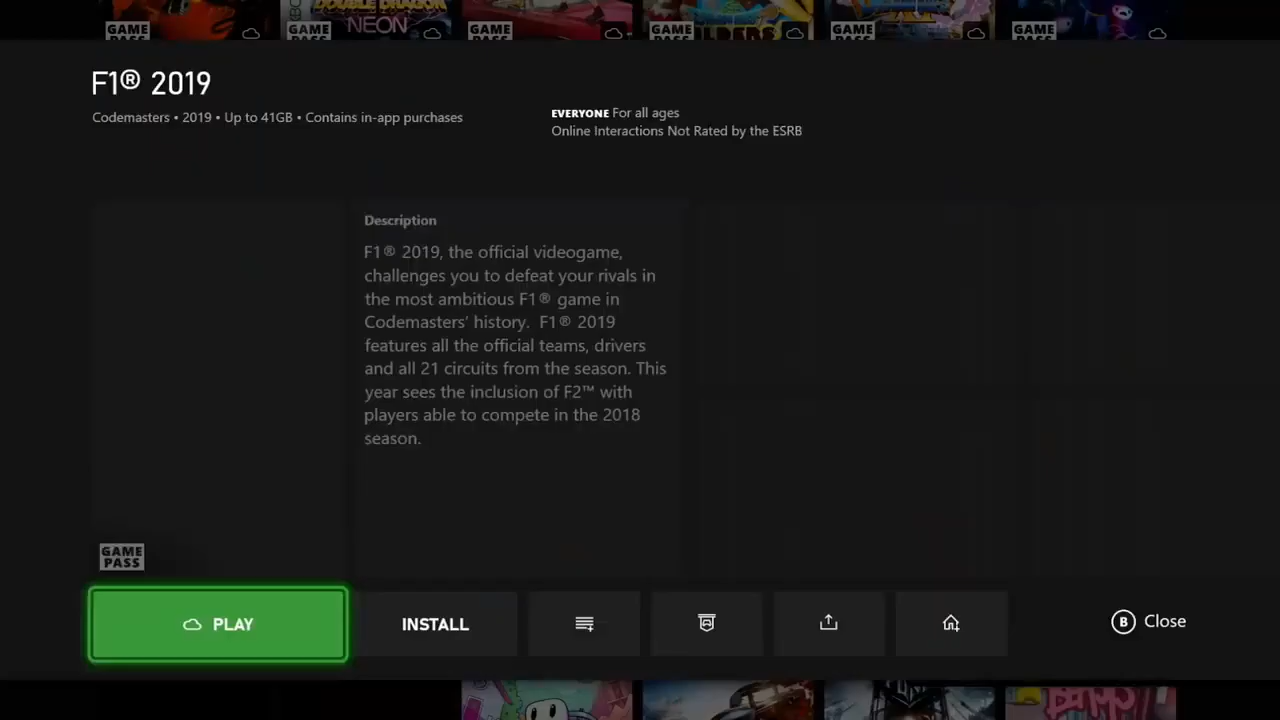 GAME
PASS
DOUBLE DRAGON
NEON
GAME
PASS
GAME
PASS
GAME
PASS
GAME
PASS
GAME
PASS
F1® 2019
Codemasters • 2019 • Up to 41GB • Contains in-app purchases
EVERYONE For all ages
Online Interactions Not Rated by the ESRB
Description
F1® 2019, the official videogame,
challenges you to defeat your rivals in
the most ambitious F1® game in
Codemasters' history.  F1® 2019
features all the official teams, drivers
and all 21 circuits from the season. This
year sees the inclusion of F2™ with
players able to compete in the 2018
season.
GAME
PASS
PLAY
INSTALL
B Close